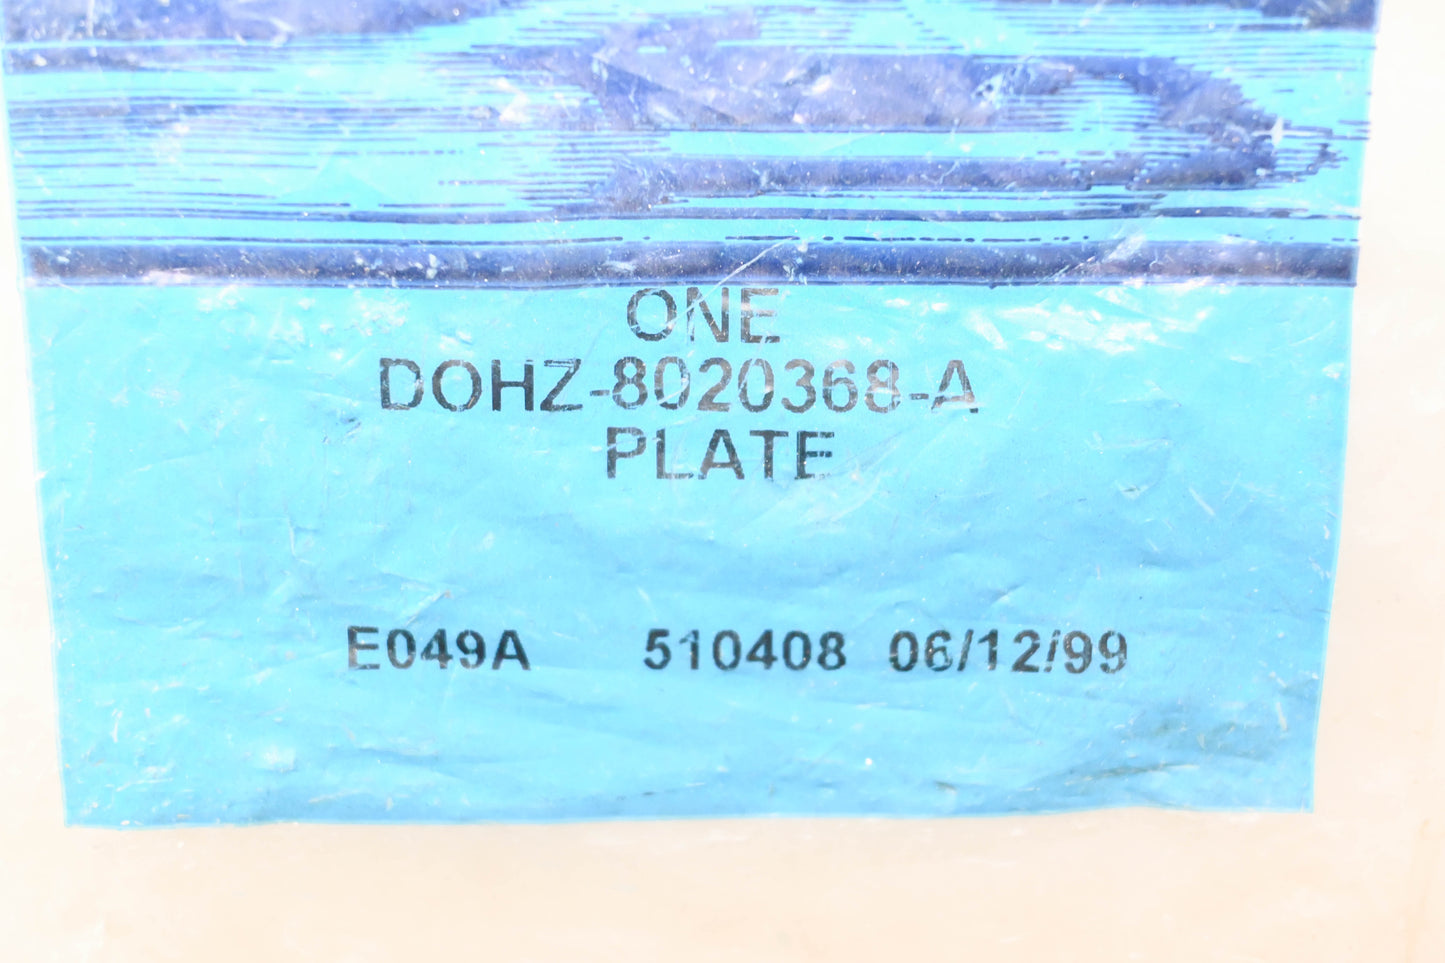 ONE
DOHZ-8020368-A
PLATE
E049A 510408 06/12/99